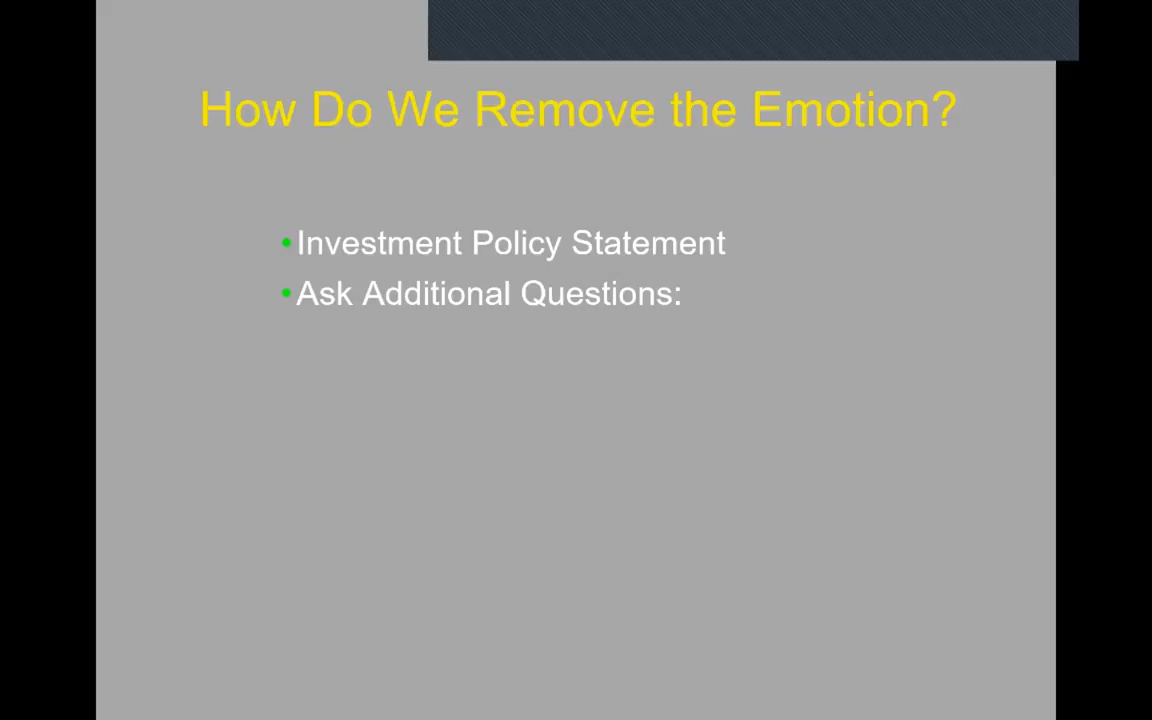 How Do We Remove the Emotion?
•Investment Policy Statement
•Ask Additional Questions: